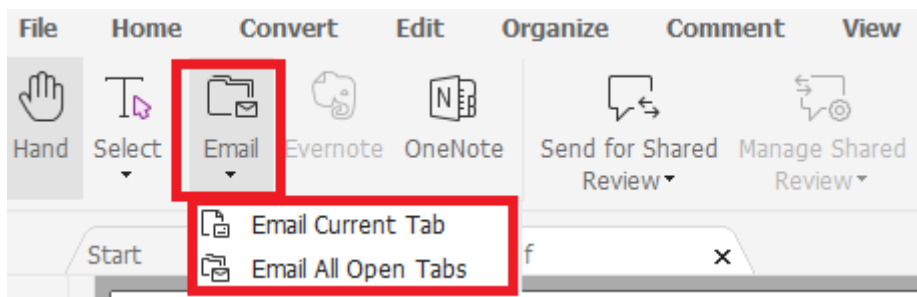 File Home Convert Edit Organize Comment View
Hand Select Email Evernote OneNote Send for Shared Review Manage Shared Review
Email Current Tab
Email All Open Tabs
Start f